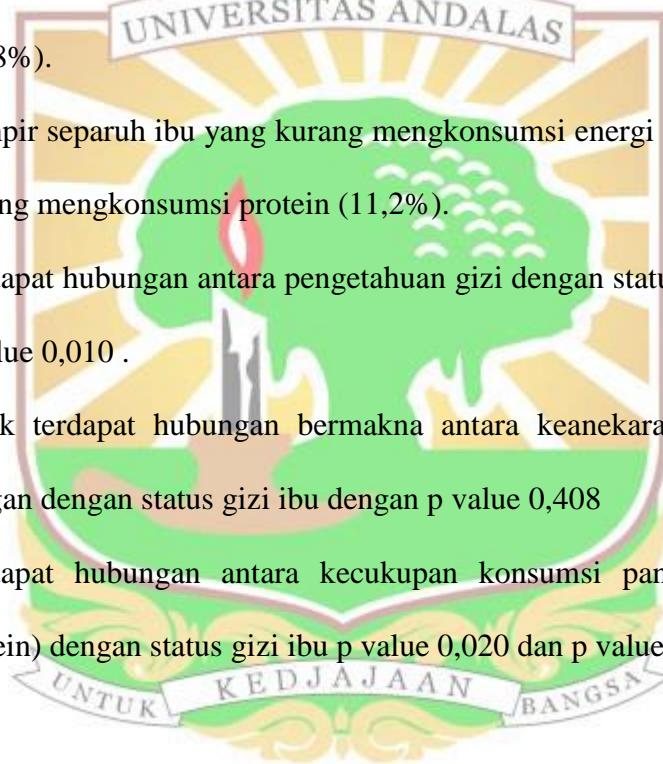 UNIVERSITAS ANDALAS
8%).
pir separuh ibu yang kurang mengkonsumsi energi
ng mengkonsumsi protein (11,2%).
apat hubungan antara pengetahuan gizi dengan statu
lue 0,010 .
k terdapat hubungan bermakna antara keanekara
gan dengan status gizi ibu dengan p value 0,408
apat hubungan antara kecukupan konsumsi pan
ein) dengan status gizi ibu p value 0,020 dan p value
UNTUK KEDJAJAAN BANGSA